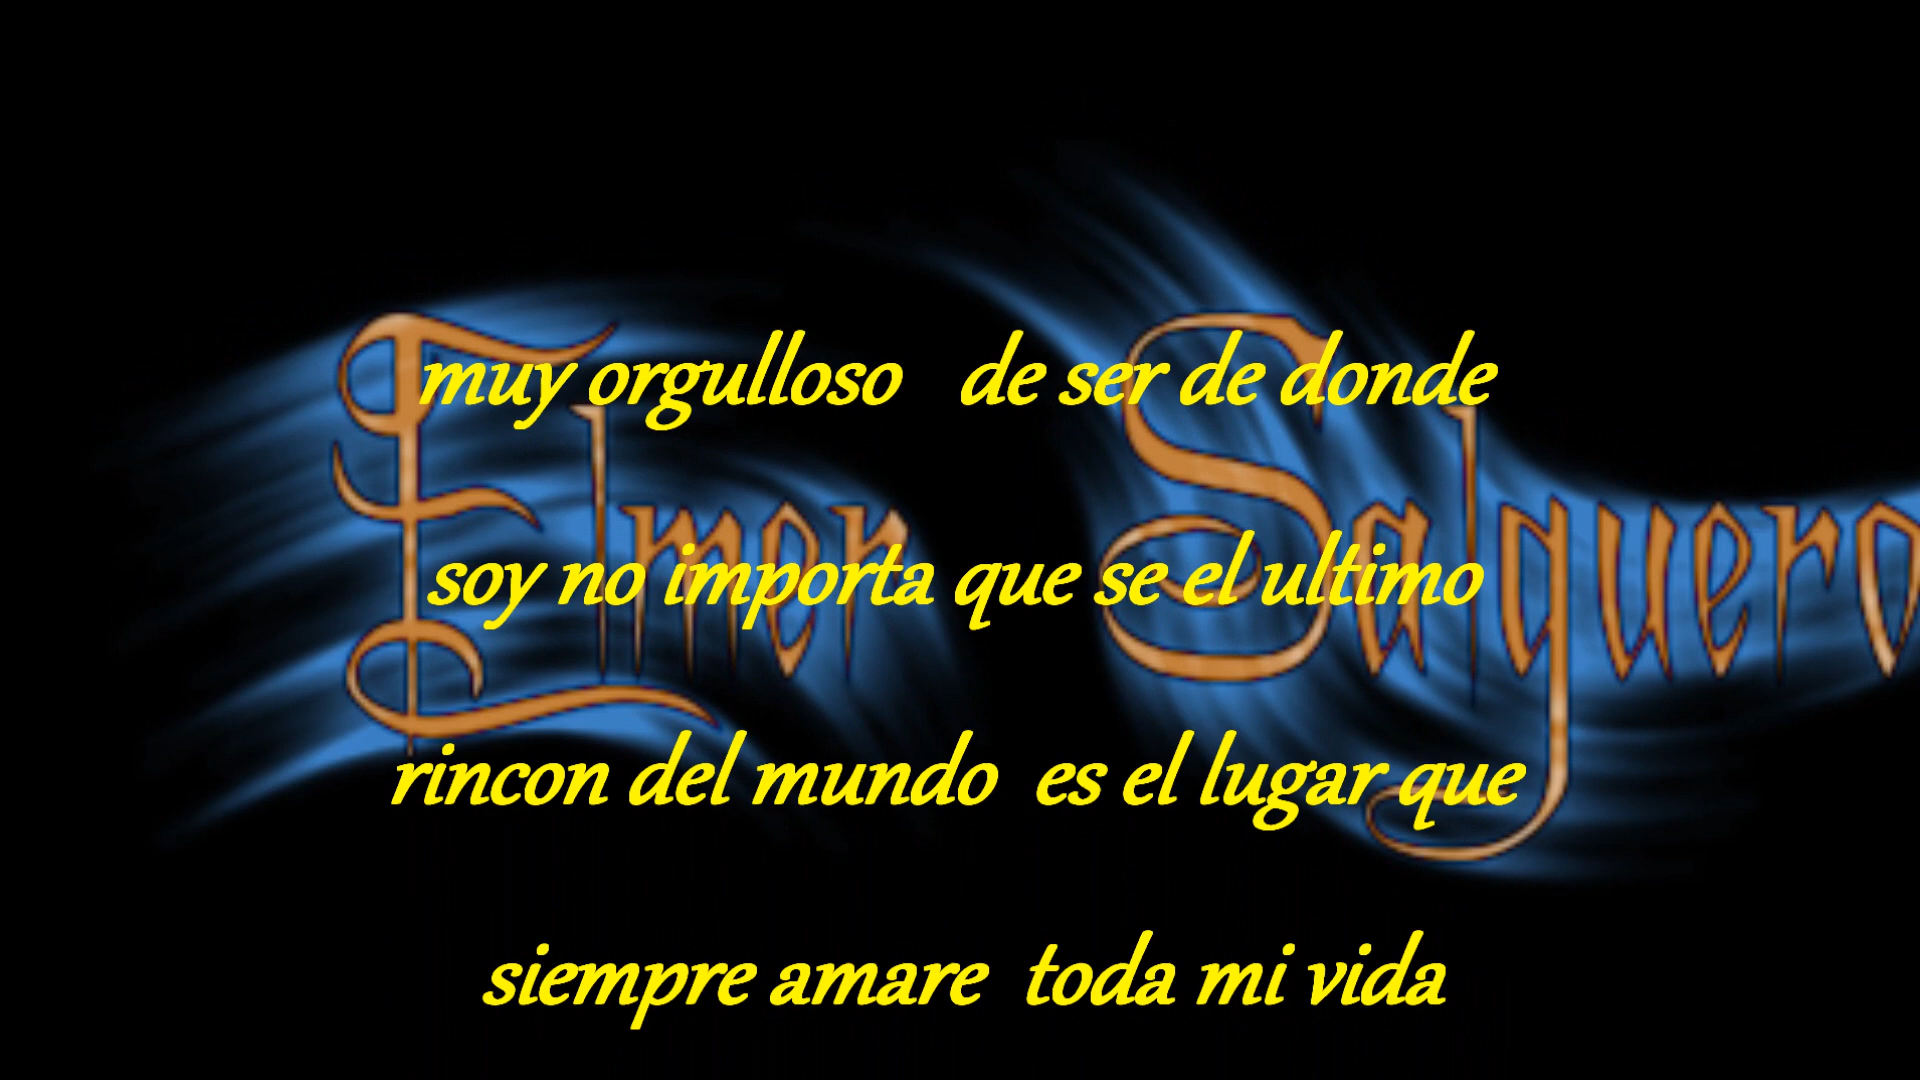 muy orgulloso de ser de donde
Elmer Salguero
soy no importa que se el ultimo
rincon del mundo es el lugar que
siempre amare toda mi vida